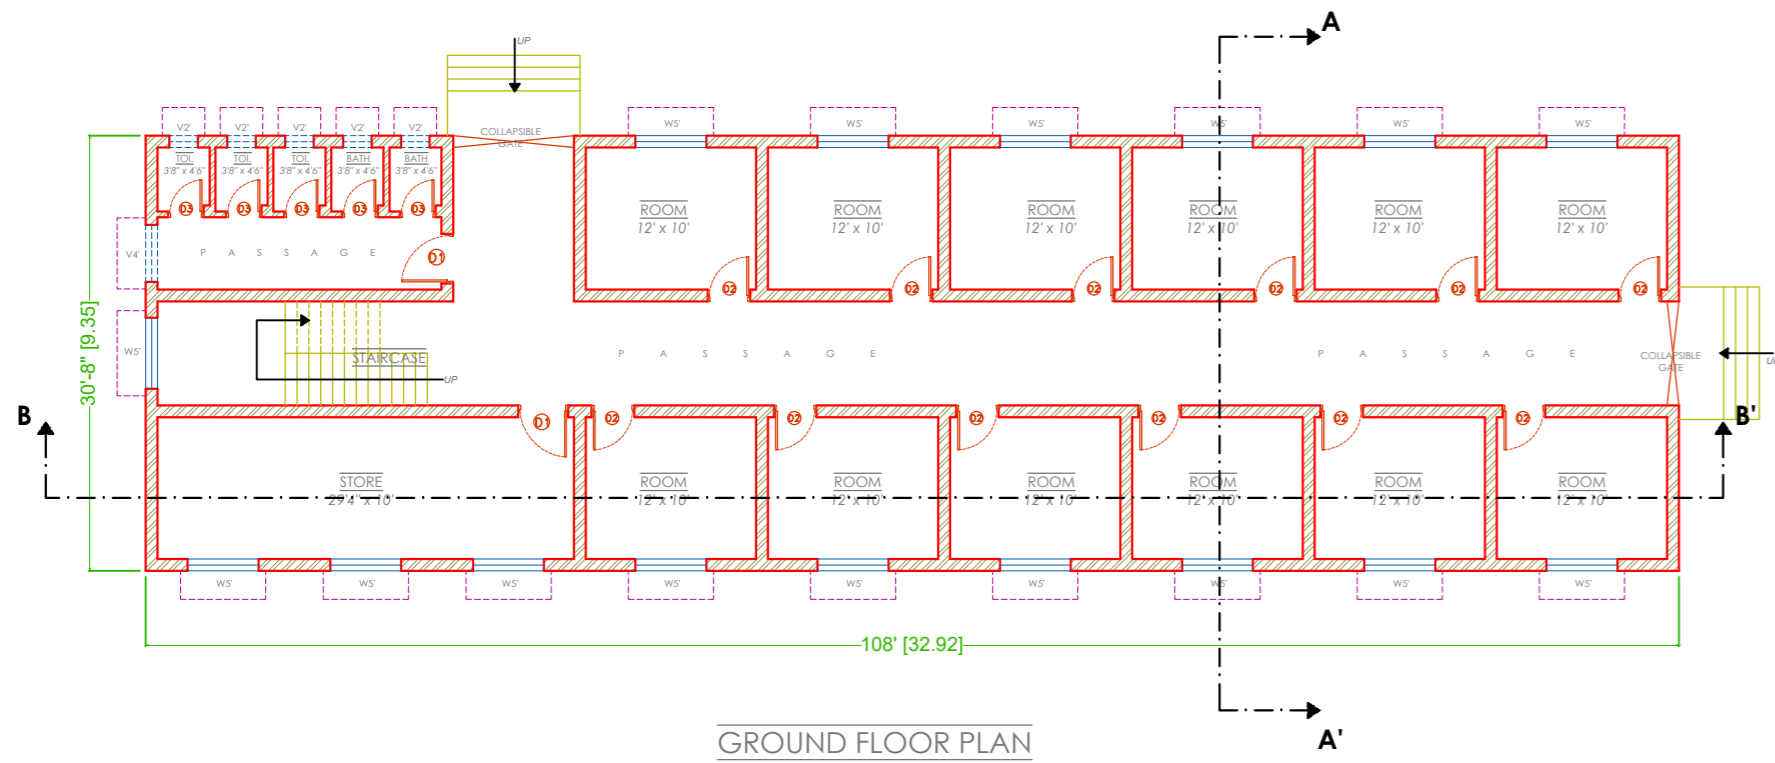 A
UP
V2' V2' V2' V2' V2'
COLLAPSIBLE
GATE
W5' W5' W5' W5' W5' W5'
TOI. TOI. TOI. BATH BATH
3'8" x 4'6" 3'8" x 4'6" 3'8" x 4'6" 3'8" x 4'6" 3'8" x 4'6"
D3 D3 D3 D3 D3
ROOM ROOM ROOM ROOM ROOM ROOM
12' x 10' 12' x 10' 12' x 10' 12' x 10' 12' x 10' 12' x 10'
V4'
PASSAGE
D1
D2 D2 D2 D2 D2 D2
30'-8" [9.35]
W5'
STAIRCASE
UP
PASSAGE
PASSAGE
COLLAPSIBLE
GATE
UP
B
B'
D1 D2 D2 D2 D2 D2 D2
STORE ROOM ROOM ROOM ROOM ROOM ROOM
29'4" x 10' 12' x 10' 12' x 10' 12' x 10' 12' x 10' 12' x 10' 12' x 10'
W5' W5' W5' W5' W5' W5' W5' W5' W5'
108' [32.92]
A'
GROUND FLOOR PLAN